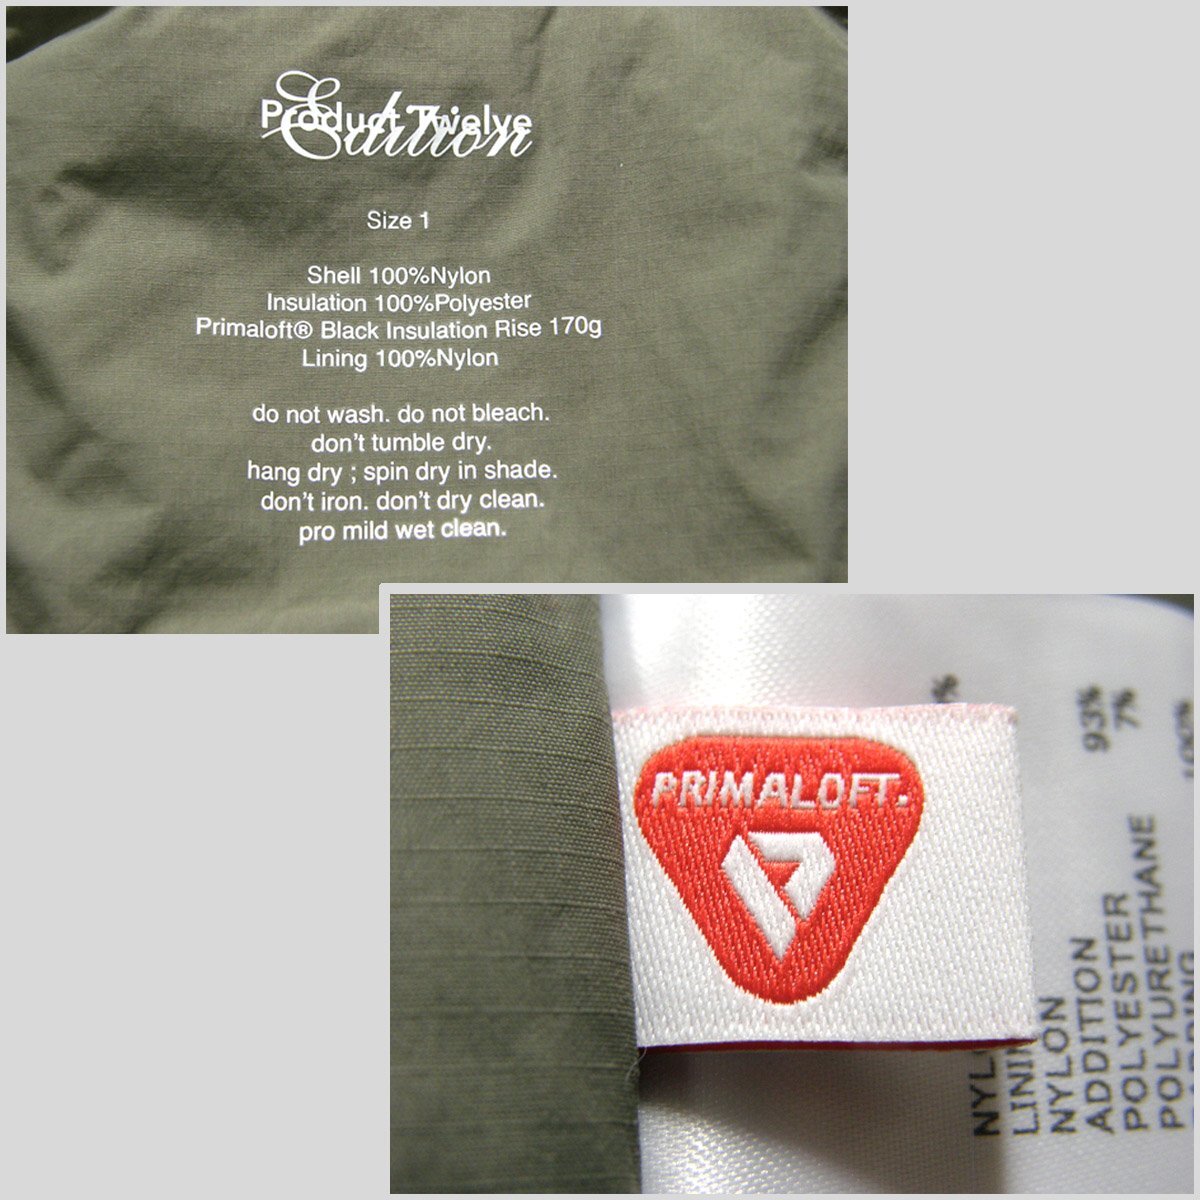 Product Twelve
Edition
Size 1
Shell 100%Nylon
Insulation 100%Polyester
Primaloft® Black Insulation Rise 170g
Lining 100%Nylon
do not wash. do not bleach.
don't tumble dry.
hang dry ; spin dry in shade.
don't iron. don't dry clean.
pro mild wet clean.
PRIMALOFT.
NYLON
ADDITION
POLYESTER 93%
POLYURETHANE 7%
100%